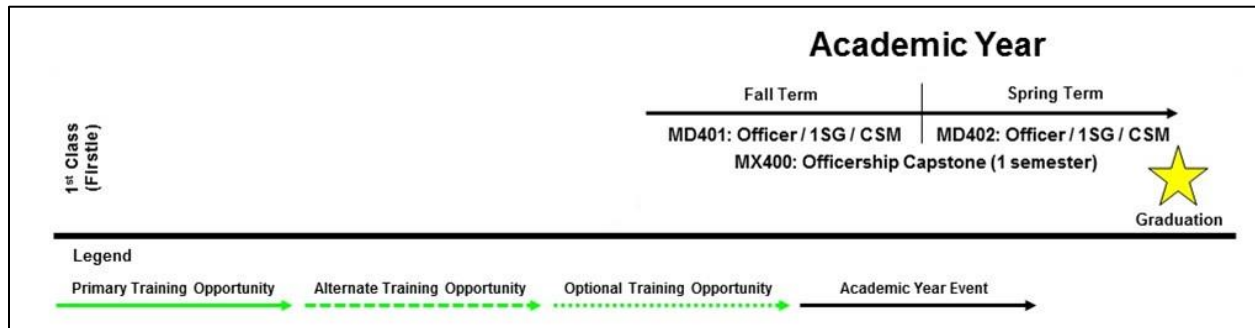 Academic Year
Fall Term
Spring Term
MD401: Officer / 1SG / CSM
MD402: Officer / 1SG / CSM
MX400: Officership Capstone (1 semester)
1st Class
(Firstie)
Graduation
Legend
Primary Training Opportunity
Alternate Training Opportunity
Optional Training Opportunity
Academic Year Event